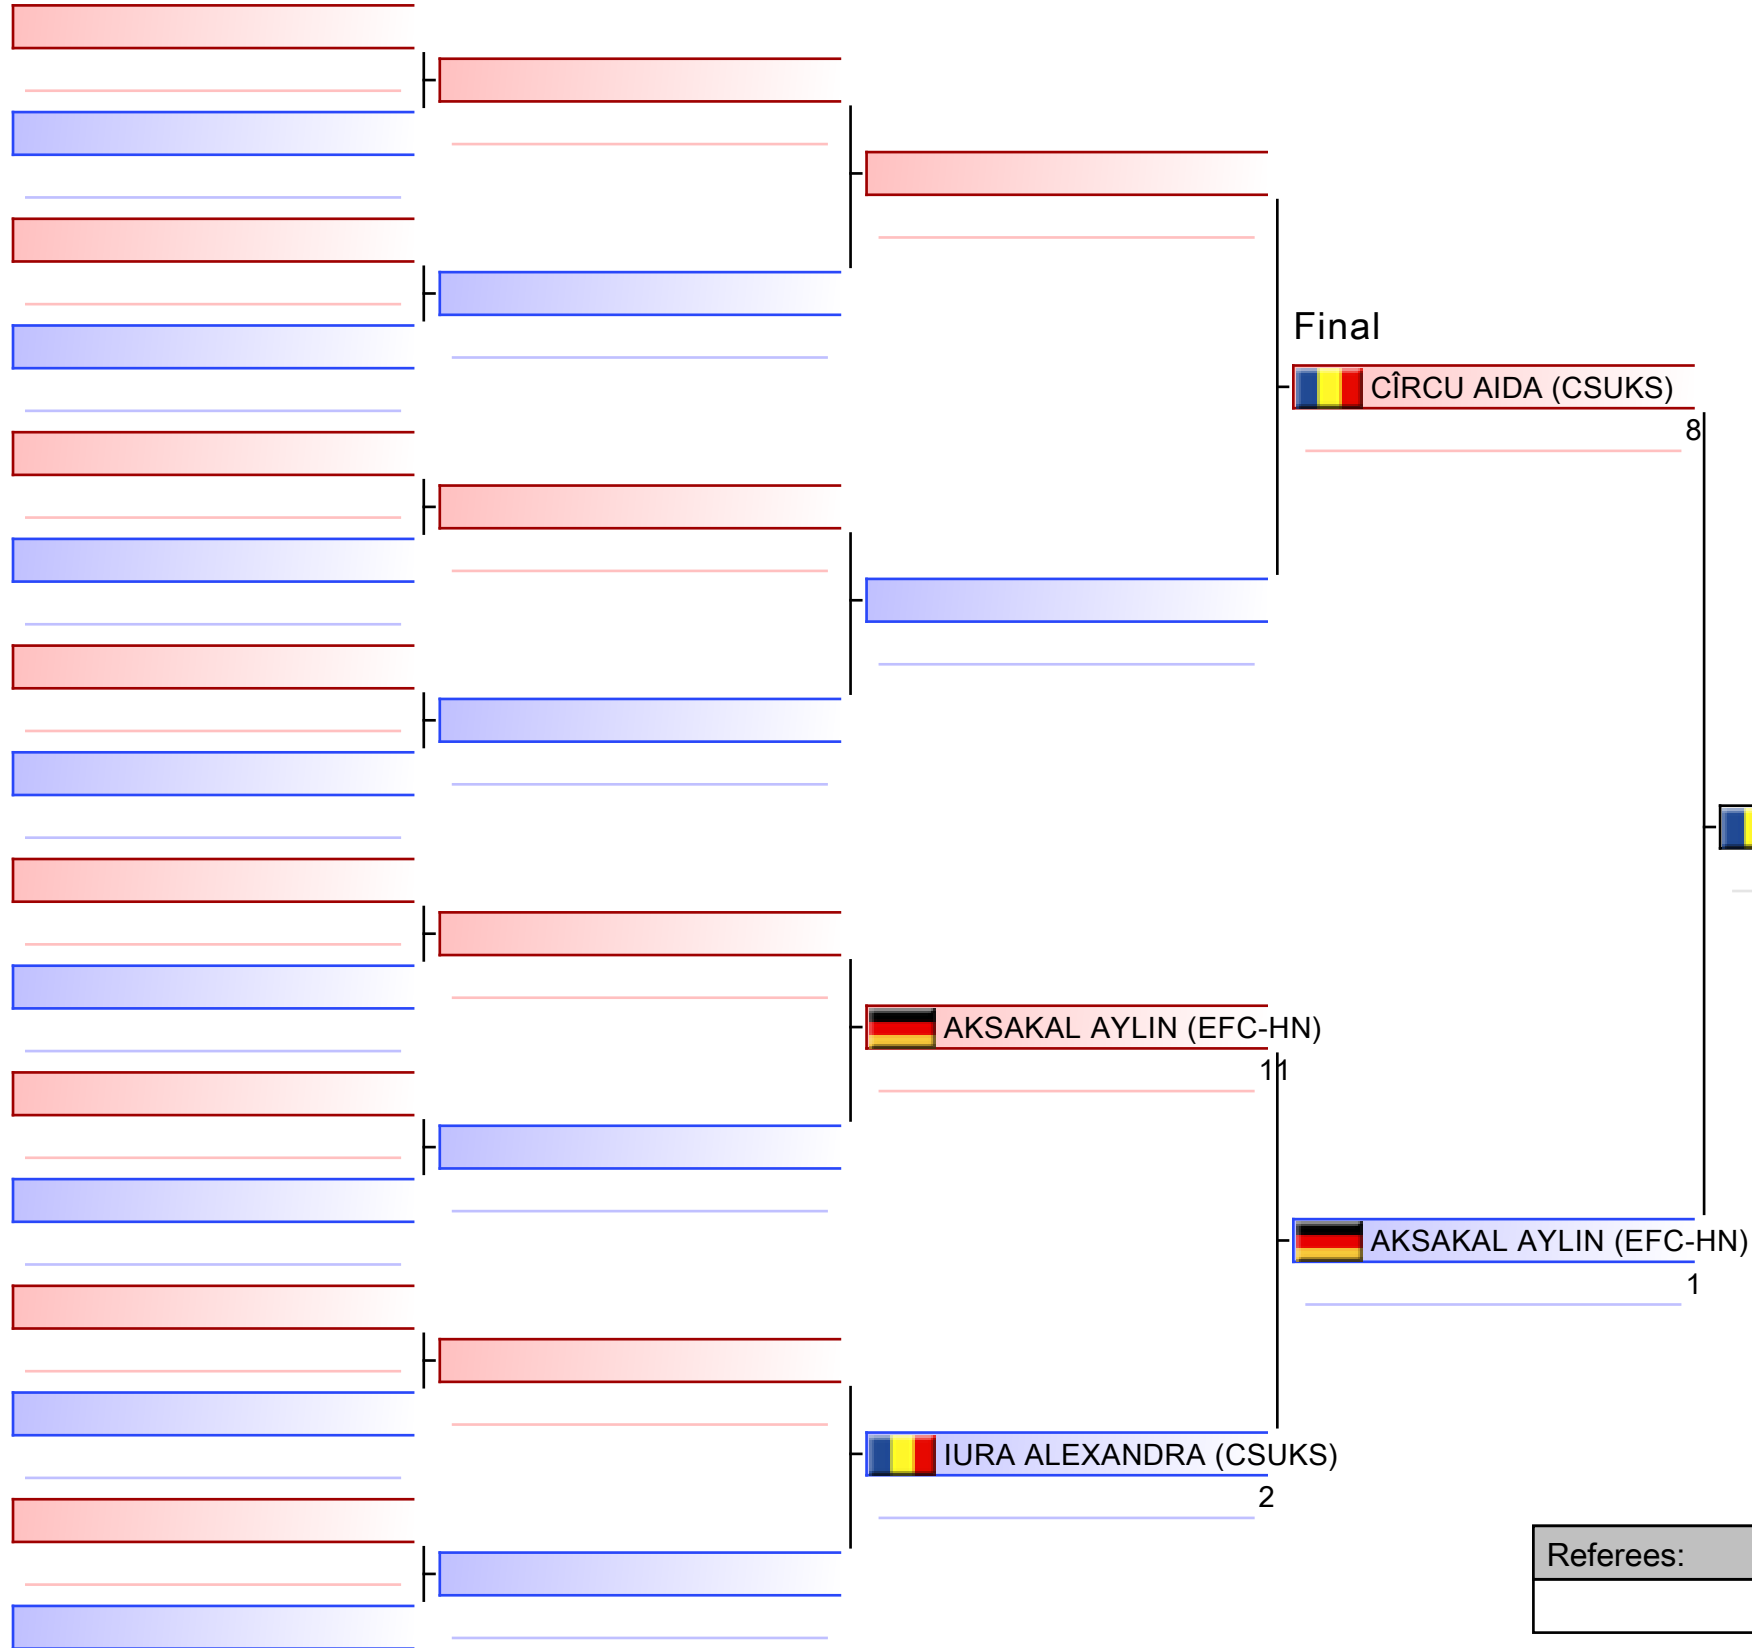 Final
CÎRCU AIDA (CSUKS)
8
AKSAKAL AYLIN (EFC-HN)
11
AKSAKAL AYLIN (EFC-HN)
1
IURA ALEXANDRA (CSUKS)
2
Referees: